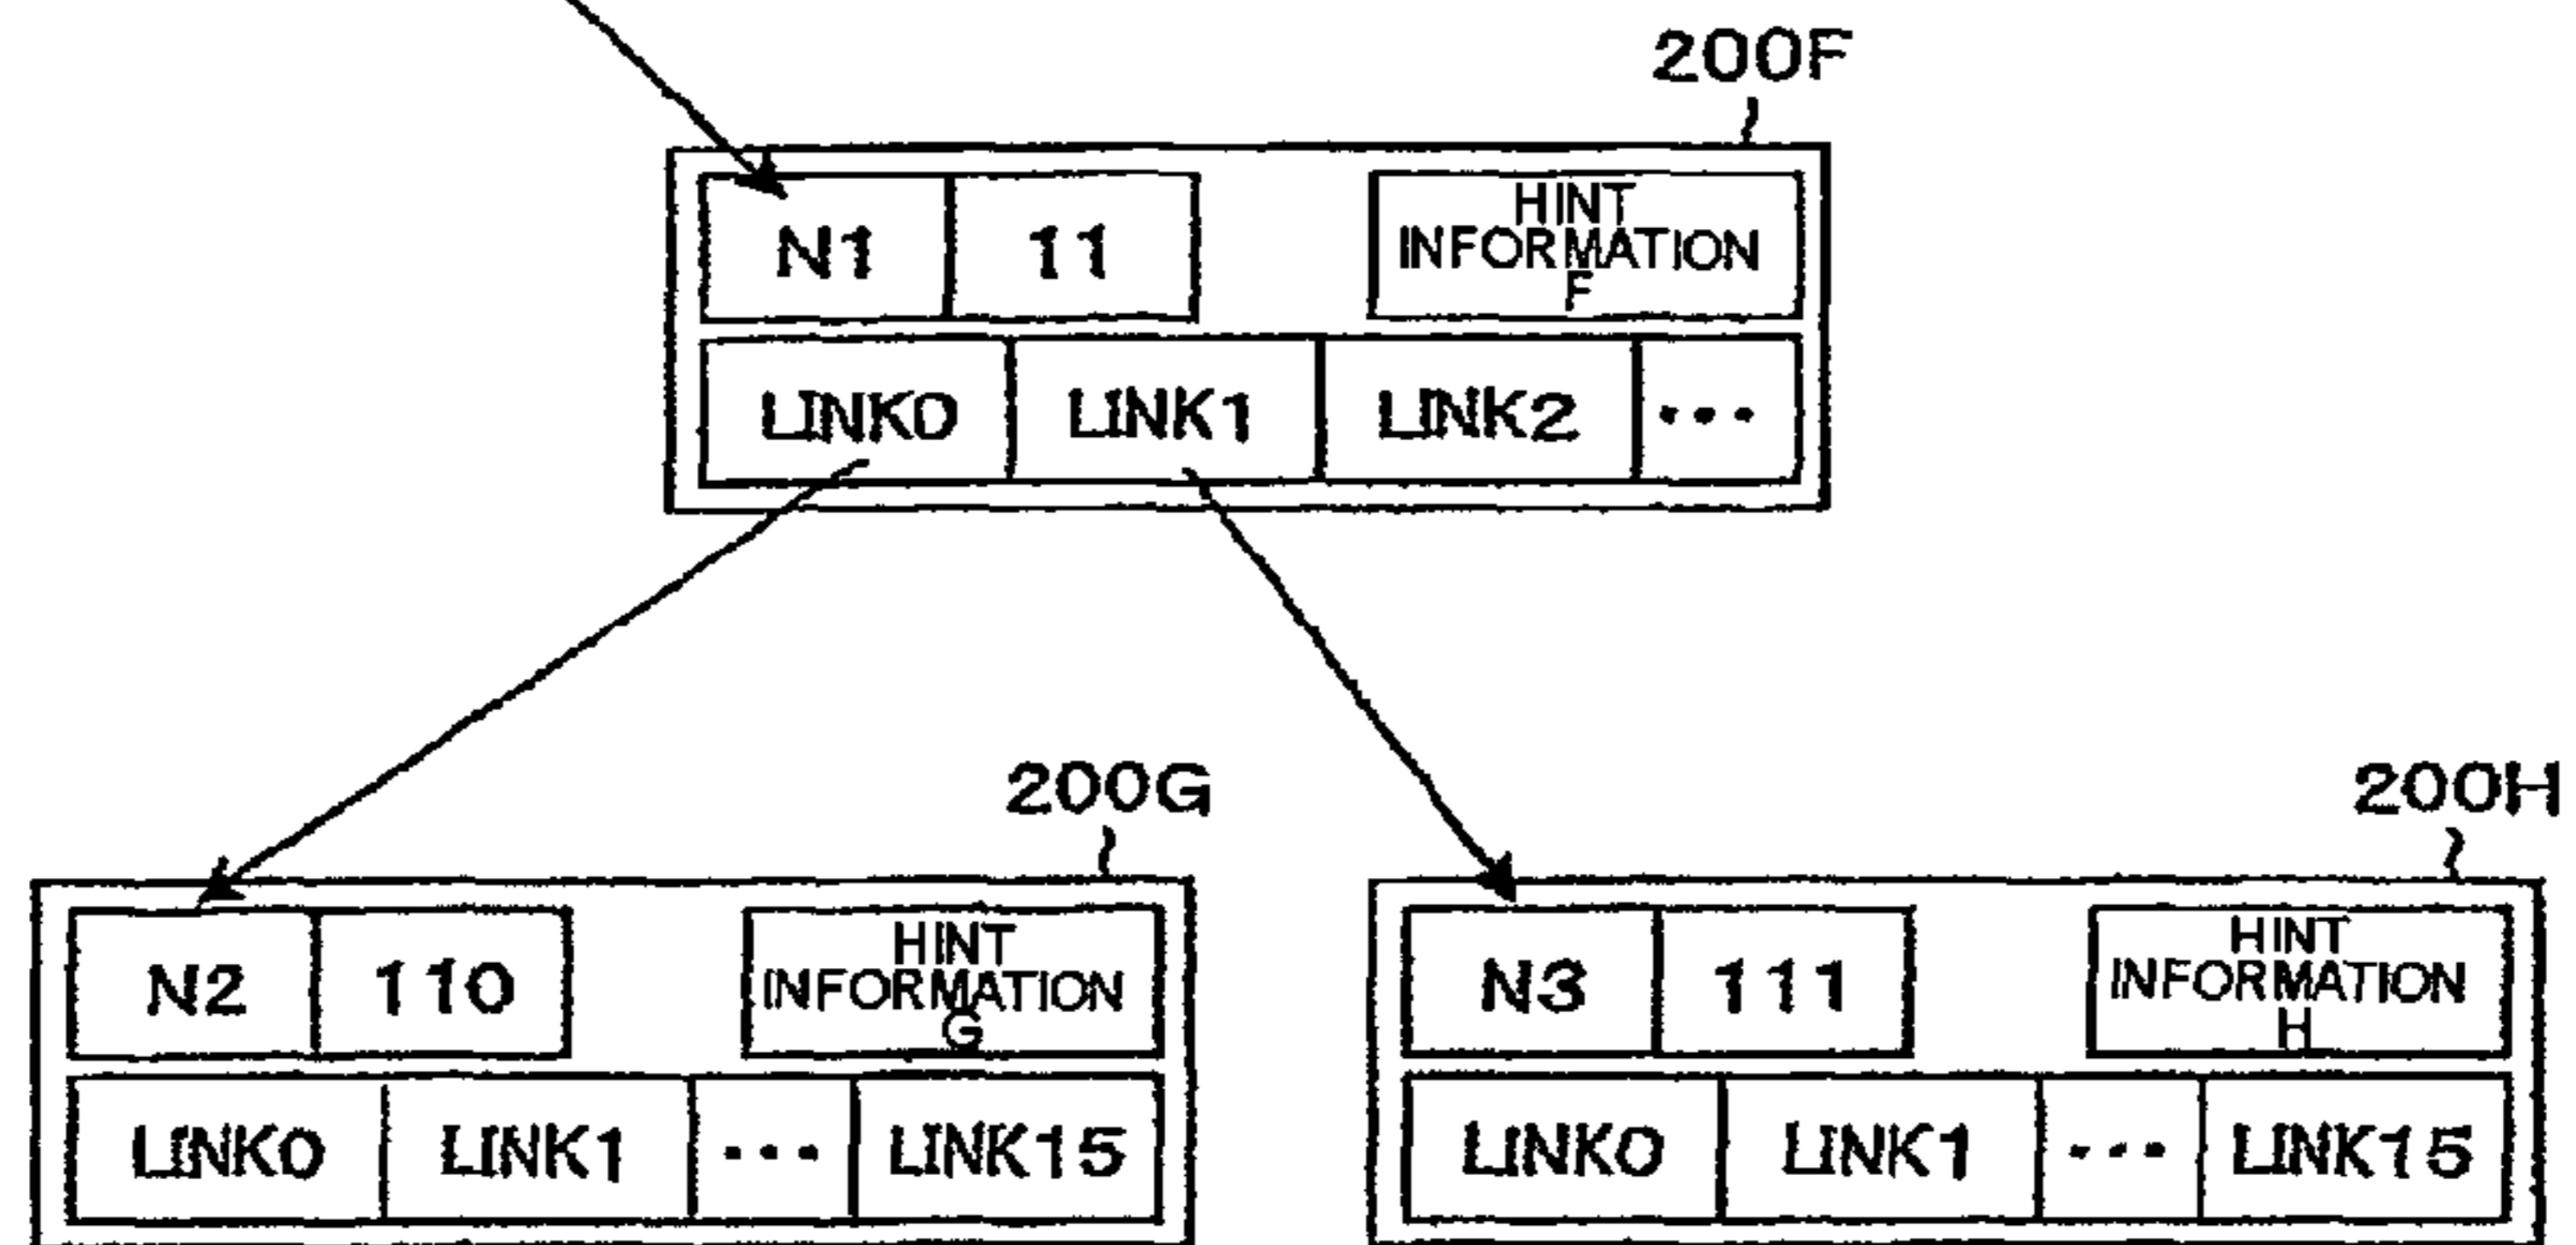 200F
N1 11
HINT
INFORMATION
F
LINK0 LINK1 LINK2 ...
200G
N2 110
HINT
INFORMATION
G
LINK0 LINK1 ... LINK15
200H
N3 111
HINT
INFORMATION
H
LINK0 LINK1 ... LINK15